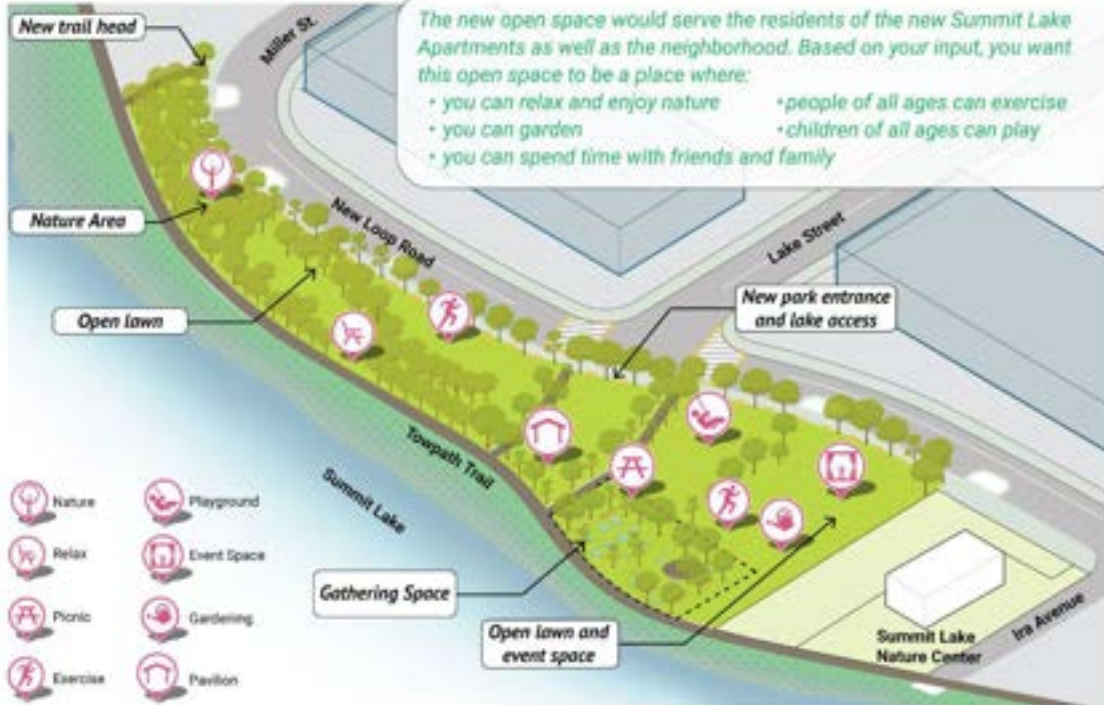 The new open space would serve the residents of the new Summit Lake
Apartments as well as the neighborhood. Based on your input, you want
this open space to be a place where:
• you can relax and enjoy nature
• people of all ages can exercise
• you can garden
• children of all ages can play
• you can spend time with friends and family
New trail head
Miller St
Nature Area
New Loop Road
Lake Street
Open lawn
New park entrance
and lake access
Towpath Trail
Summit Lake
Nature
Playground
Relax
Event Space
Picnic
Gardening
Exercise
Pavilion
Gathering Space
Open lawn and
event space
Summit Lake
Nature Center
Ira Avenue